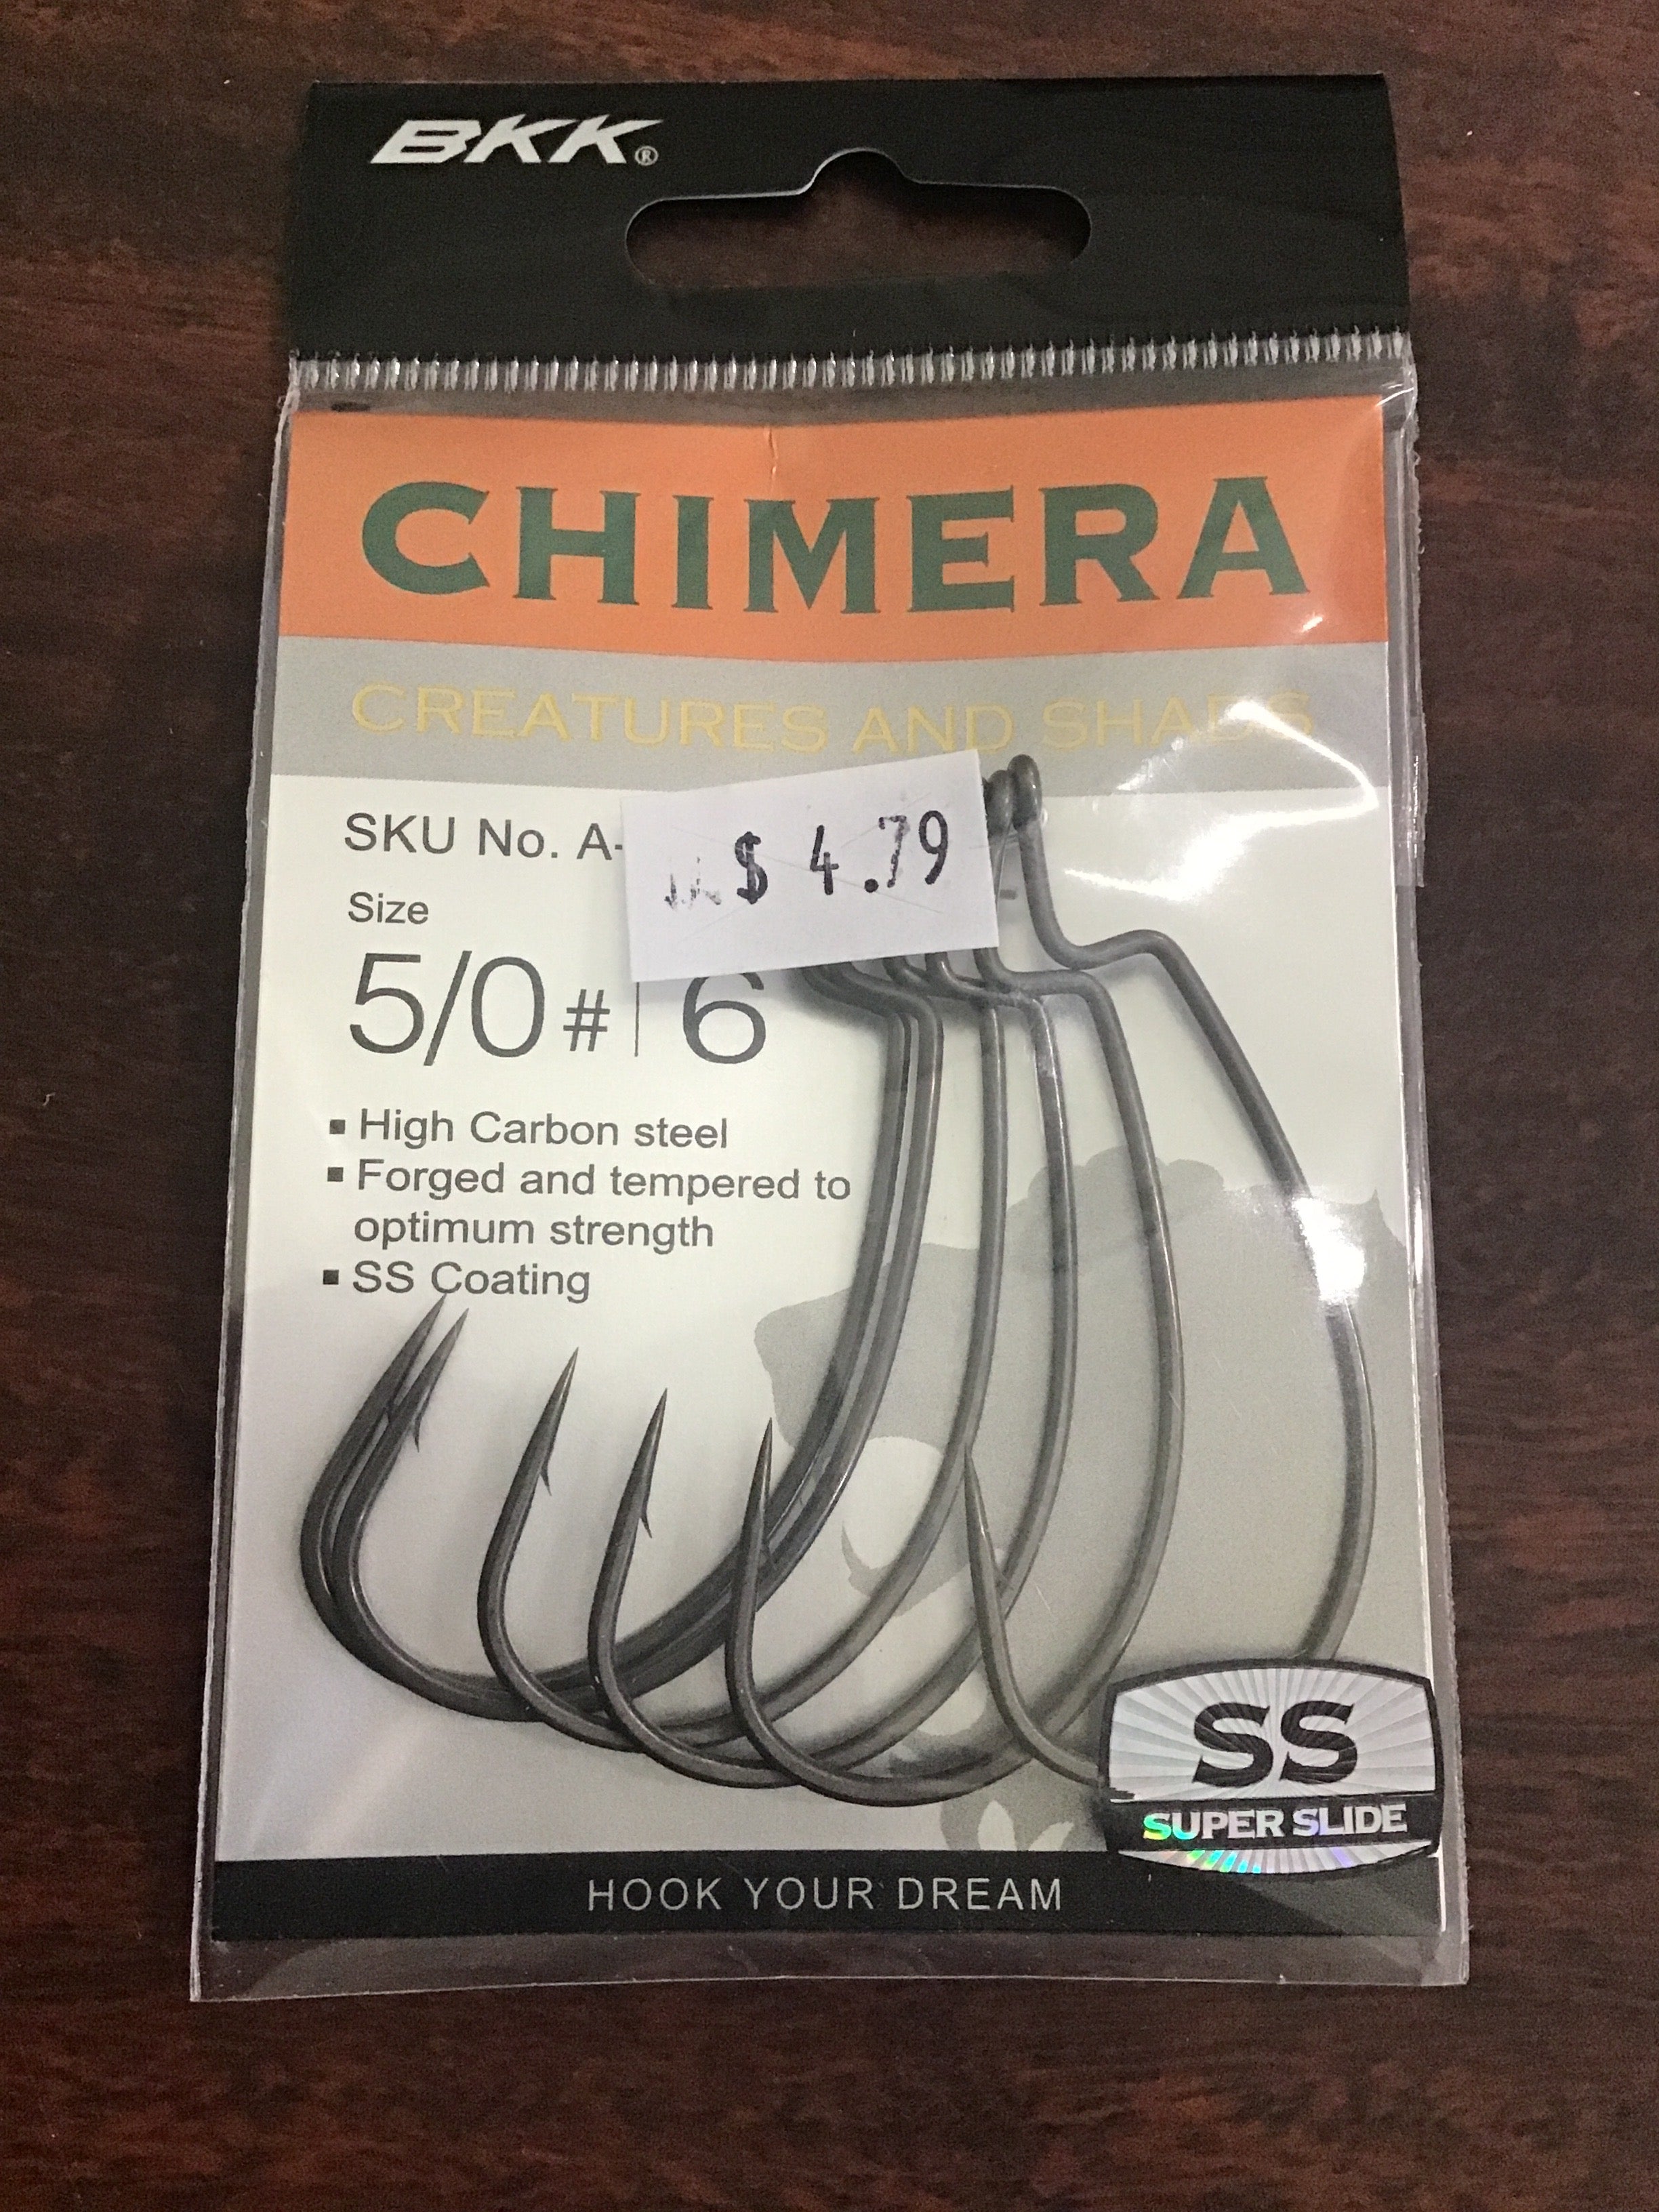 BKK®
CHIMERA
CREATURES AND SHADS
SKU No. A-
$ 4.79
Size
5/0# 6
▪ High Carbon steel
▪ Forged and tempered to
optimum strength
▪ SS Coating
SS
SUPER SLIDE
HOOK YOUR DREAM